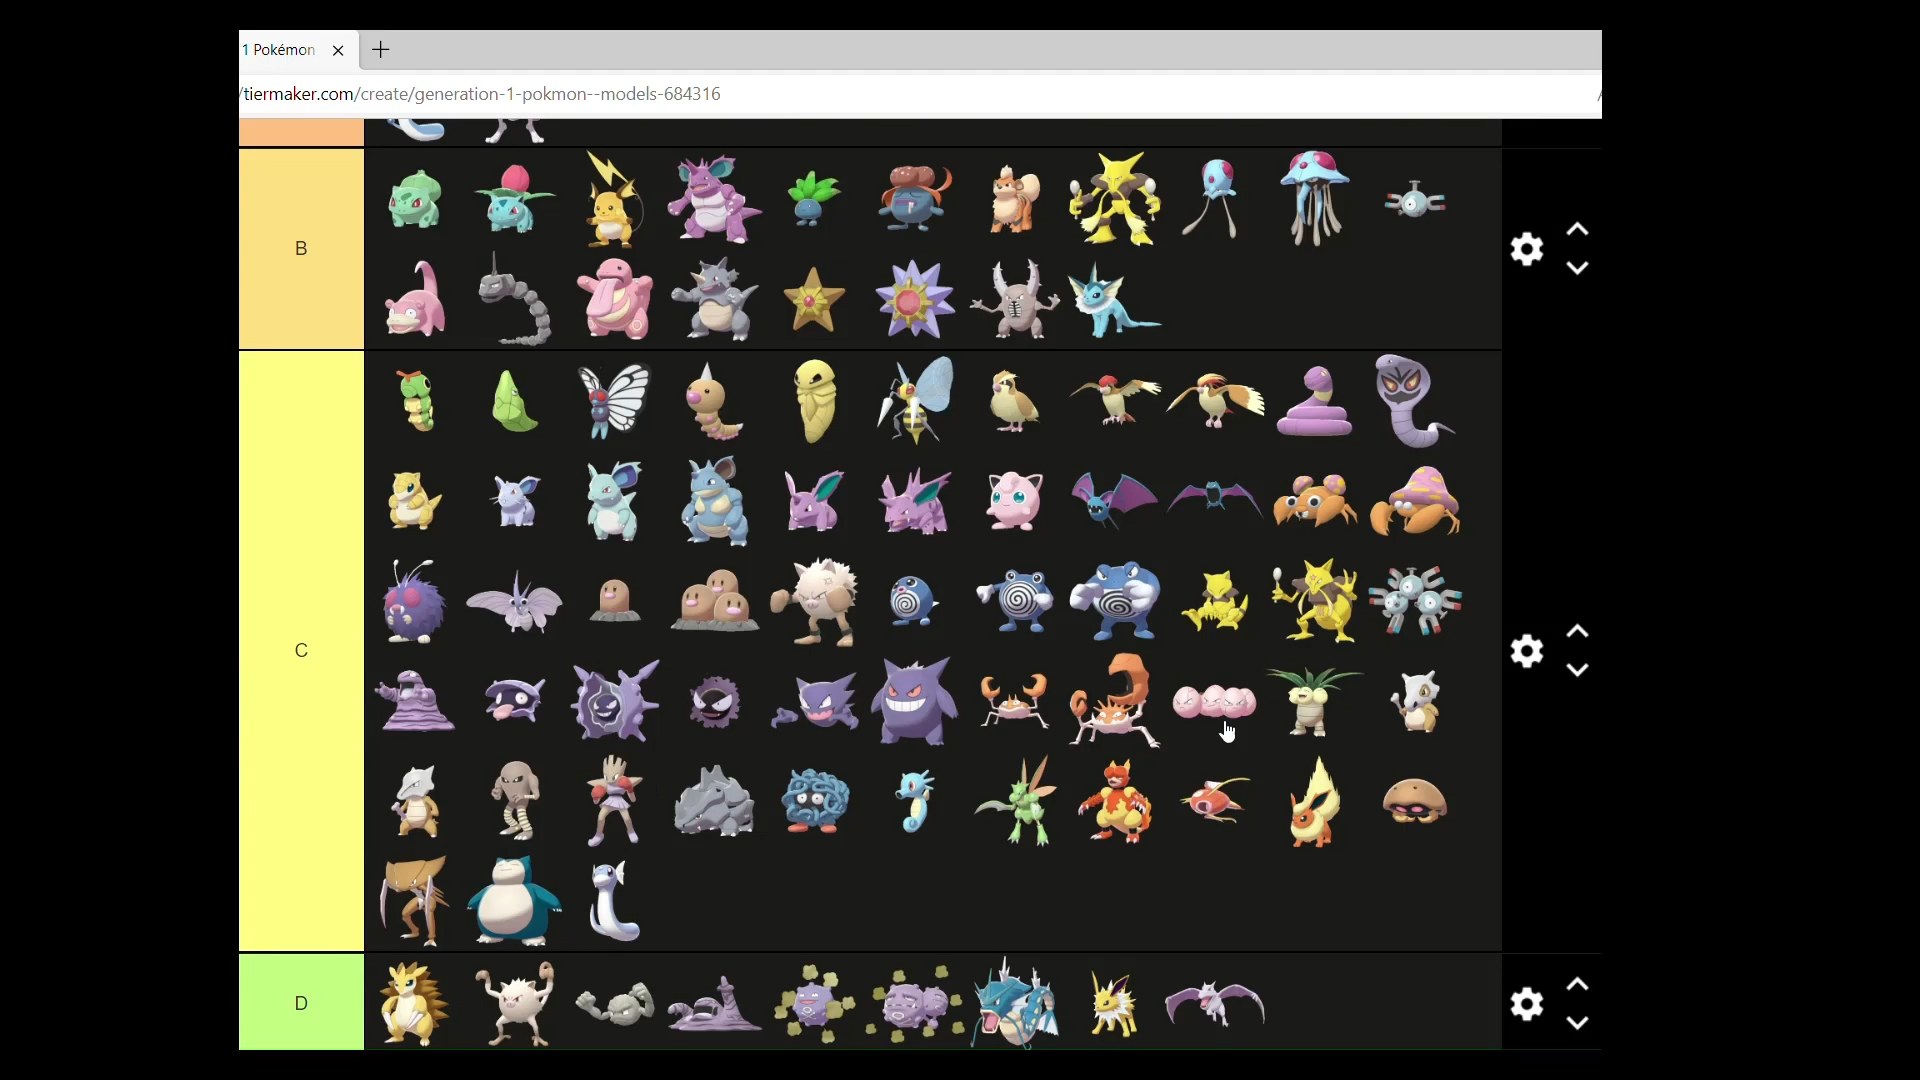 1 Pokémon
/tiermaker.com/create/generation-1-pokmon--models-684316
B
C
D